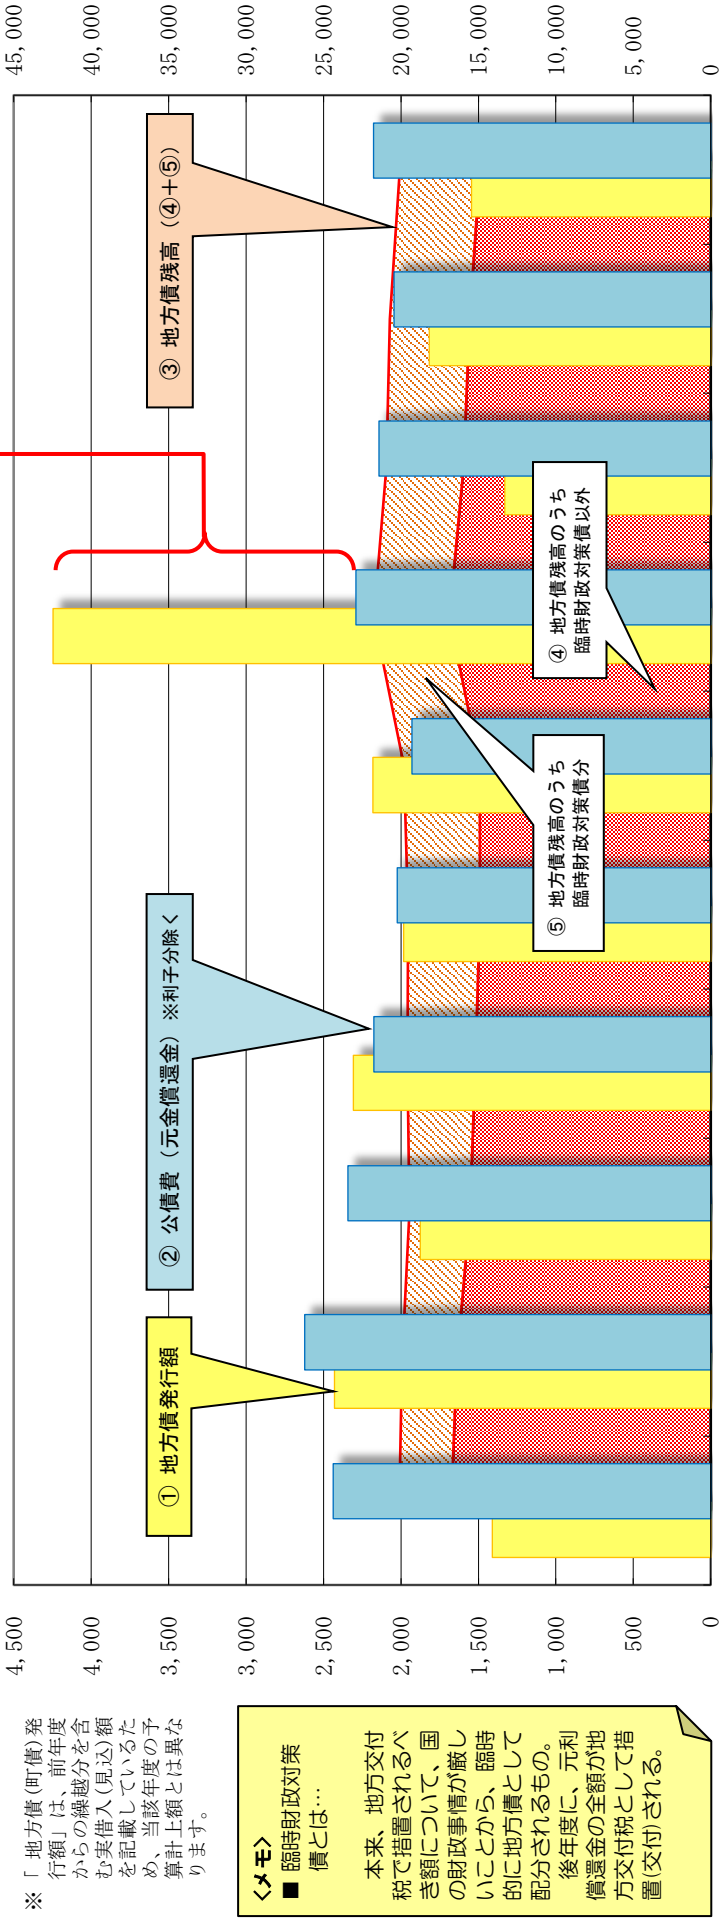 ※「地方債(町債)発
行額」は、前年度
からの繰越分を含
む実借入(見込)額
を記載しているた
め、当該年度の予
算計上額とは異な
ります。
<メモ>
■ 臨時財政対策
債とは…
本来、地方交付
税で措置されるべ
き額について、国
の財政事情が厳し
いことから、臨時
的に地方債として
配分されるもの。
後年度に、元利
償還金の全額が地
方交付税として措
置(交付)される。
4,500
4,000
3,500
3,000
2,500
2,000
1,500
1,000
500
0
① 地方債発行額
② 公債費（元金償還金）※利子分除く
③ 地方債残高（④＋⑤）
⑤ 地方債残高のうち
臨時財政対策債分
④ 地方債残高のうち
臨時財政対策債以外
45,000
40,000
35,000
30,000
25,000
20,000
15,000
10,000
5,000
0